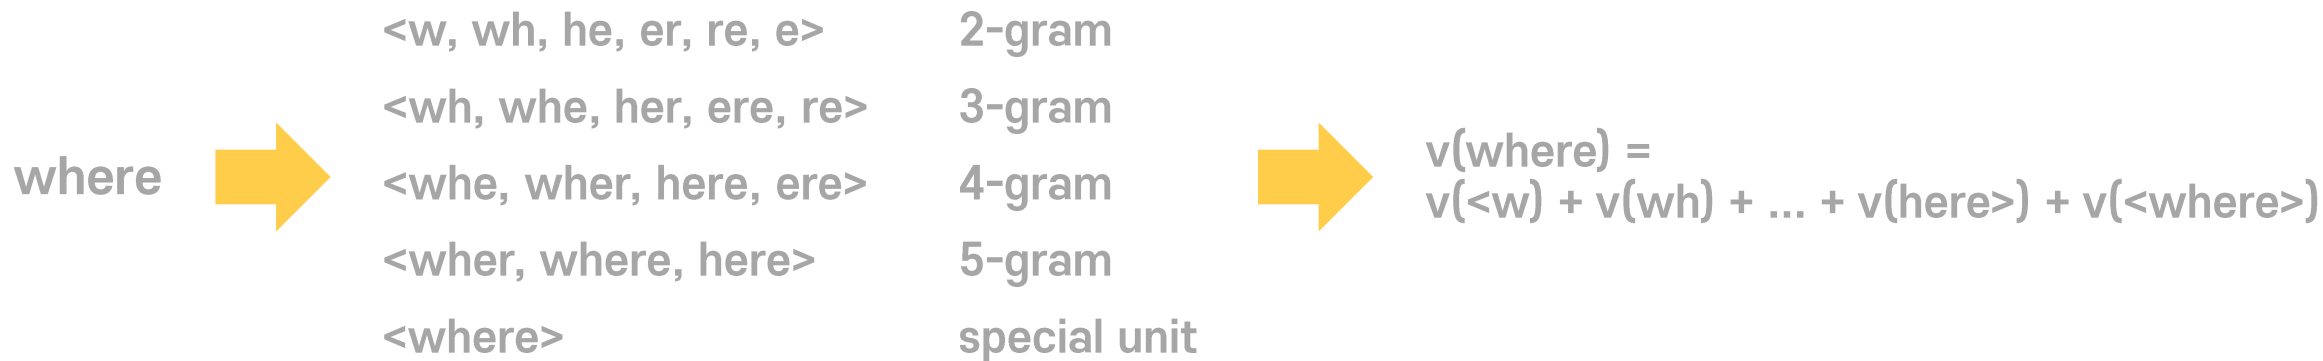 where
<w, wh, he, er, re, e> 2-gram
<wh, whe, her, ere, re> 3-gram
<whe, wher, here, ere> 4-gram
<wher, where, here> 5-gram
<where> special unit
v(where) =
v(<w) + v(wh) + ... + v(here>) + v(<where>)